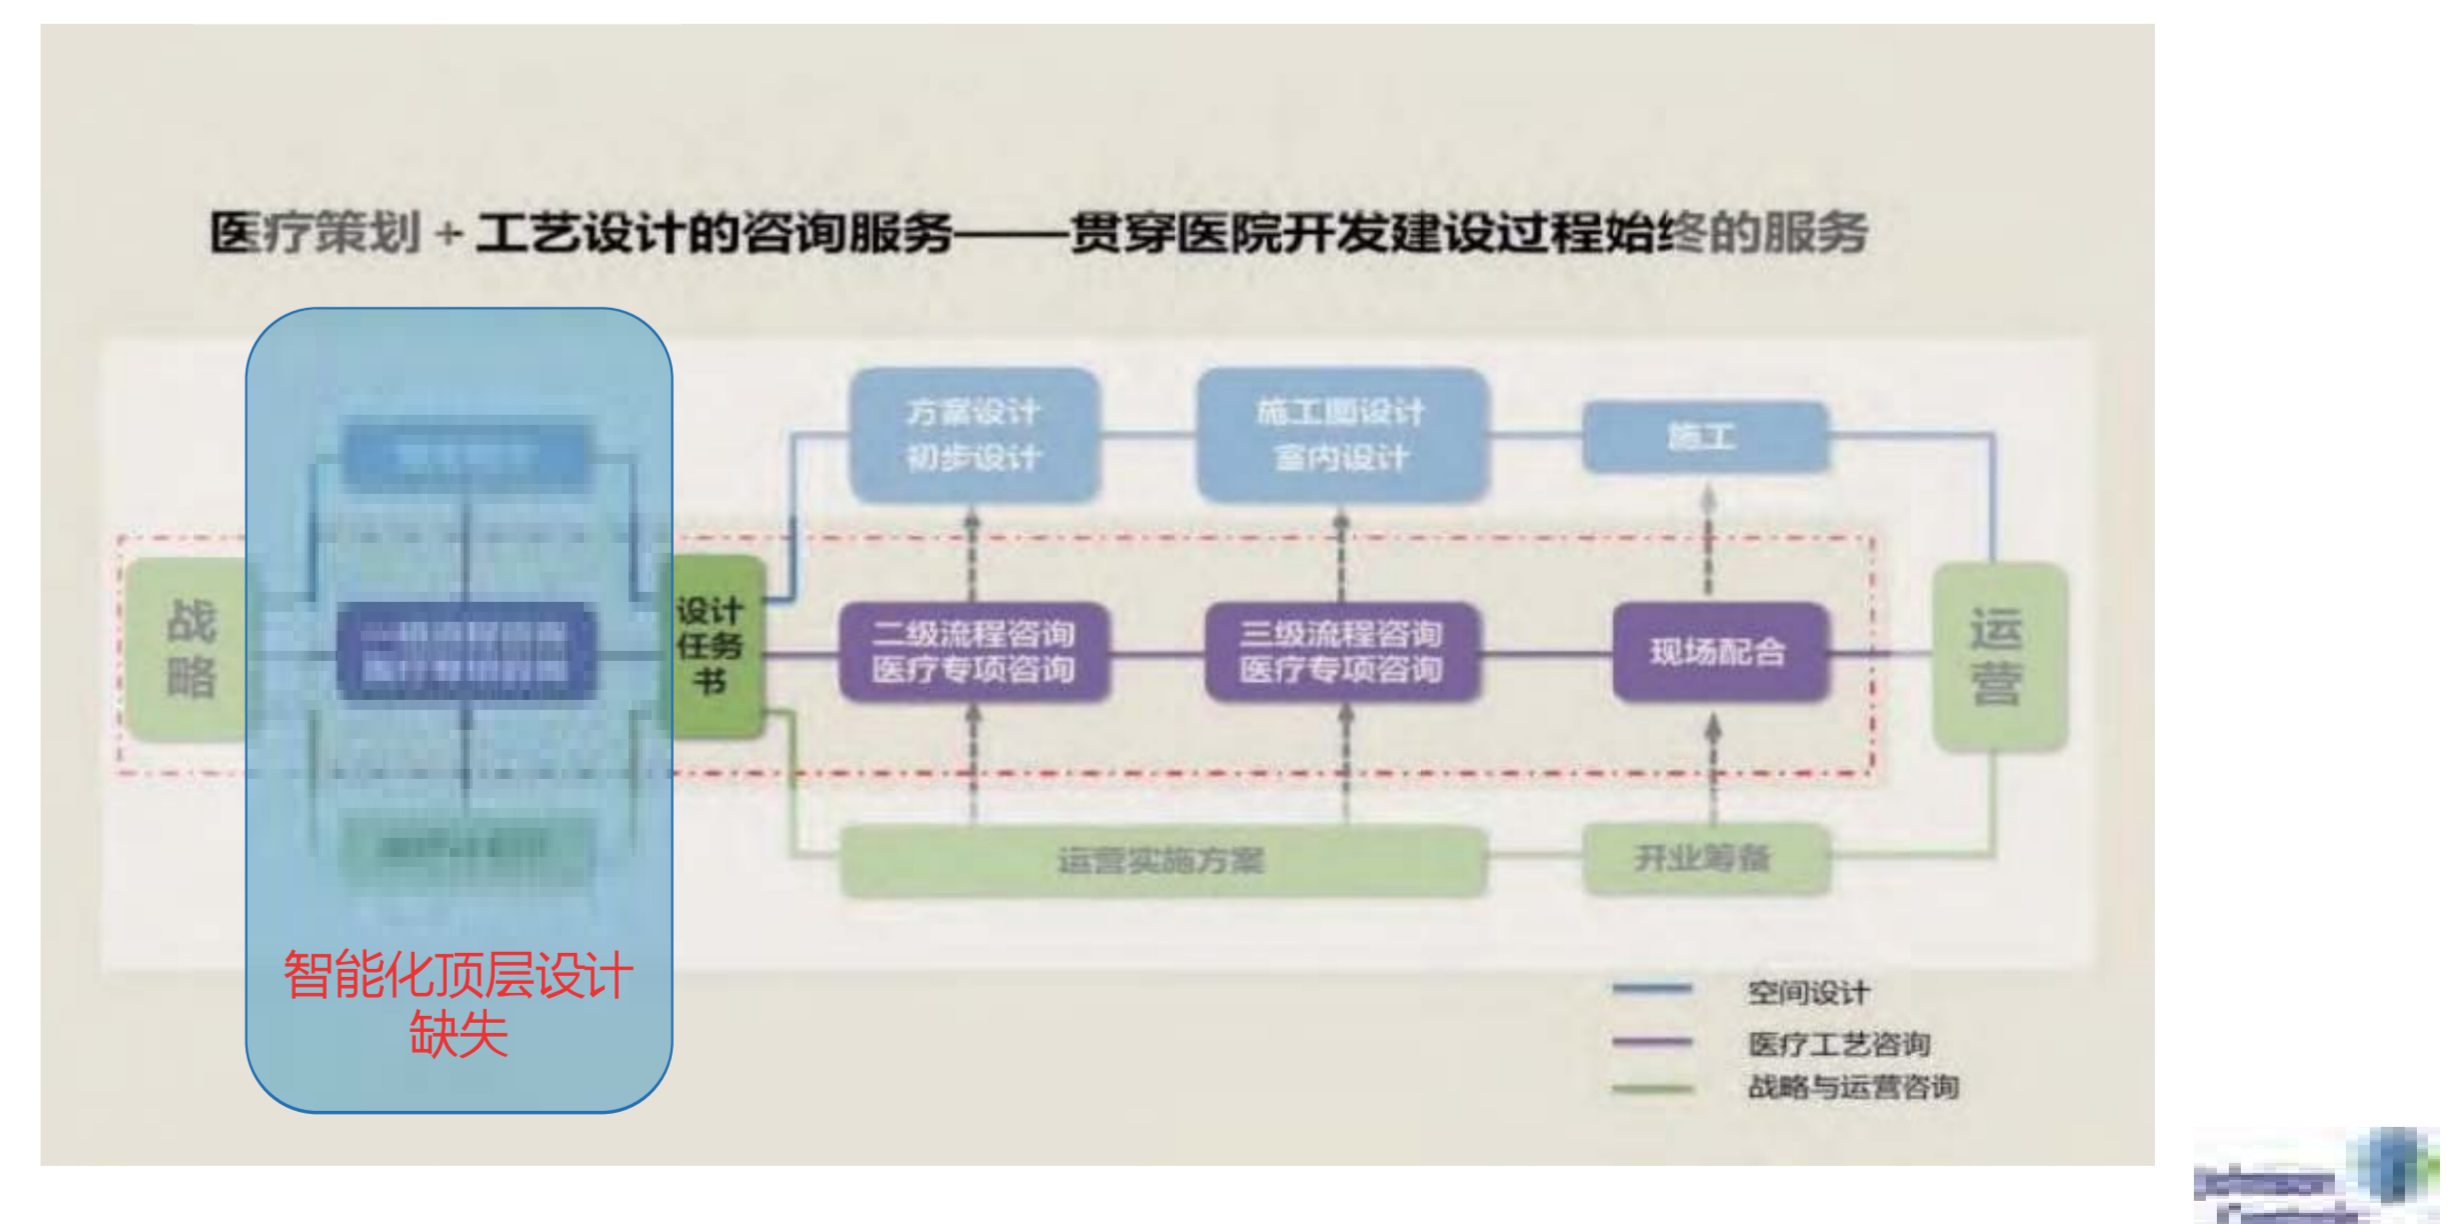 医疗策划 + 工艺设计的咨询服务——贯穿医院开发建设过程始终的服务
方案设计
初步设计
施工图设计
室内设计
施工
战
略
设计
任务
书
二级流程咨询
医疗专项咨询
三级流程咨询
医疗专项咨询
现场配合
运
营
运营实施方案
开业筹备
智能化顶层设计
缺失
空间设计
医疗工艺咨询
战略与运营咨询